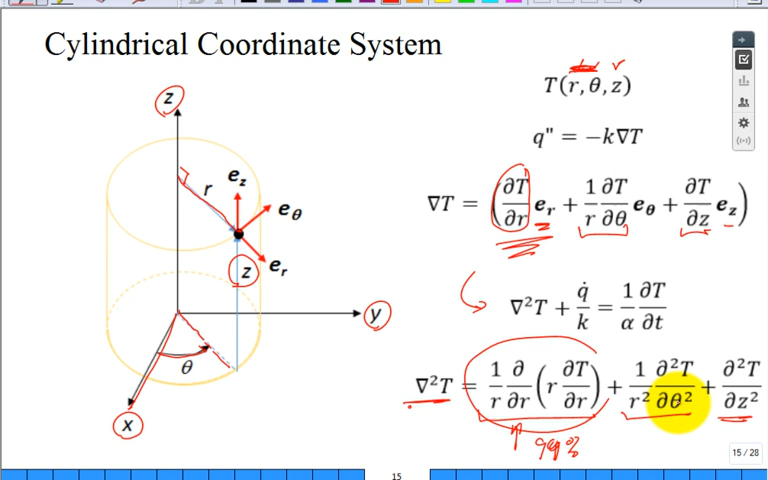 Cylindrical Coordinate System
T(r, θ, z)
q" = −k∇T
∇T = (∂T/∂r e_r + 1/r ∂T/∂θ e_θ + ∂T/∂z e_z)
∇²T + q̇/k = 1/α ∂T/∂t
∇²T = 1/r ∂/∂r (r ∂T/∂r) + 1/r² ∂²T/∂θ² + ∂²T/∂z²
99%
z
r
e_z
e_θ
e_r
z
y
θ
x
15 / 28
15